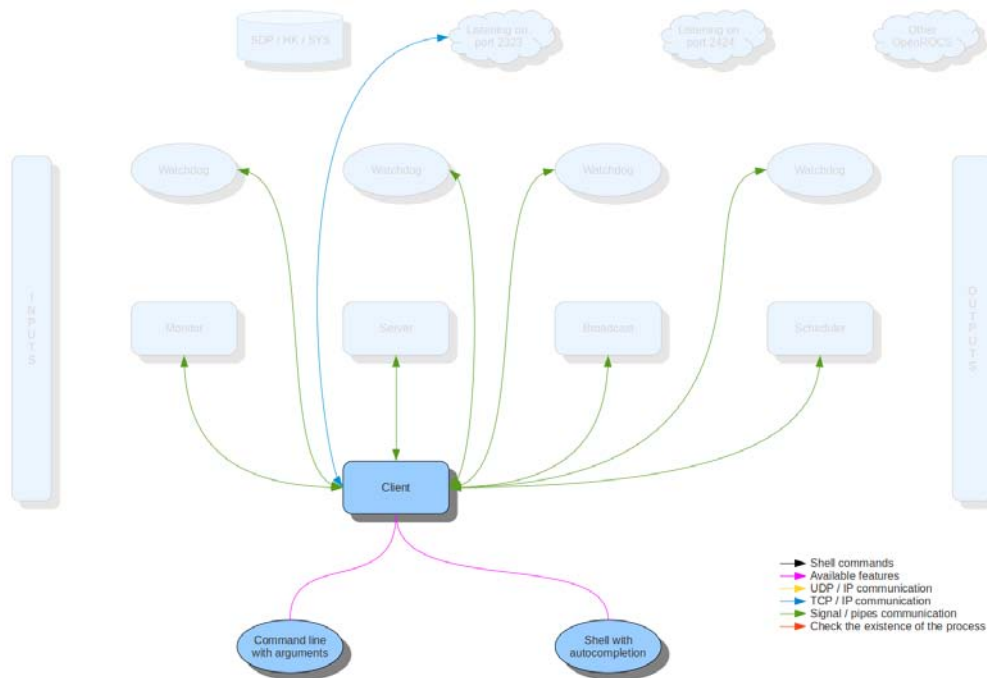 SDP / HK / SYS
Listening on
port 2323
Listening on
port 2424
Other
OpenROCS
Watchdog
Watchdog
Watchdog
Watchdog
INPUTS
OUTPUTS
Monitor
Server
Broadcast
Scheduler
Client
Shell commands
Available features
UDP / IP communication
TCP / IP communication
Signal / pipes communication
Check the existence of the process
Command line
with arguments
Shell with
autocompletion